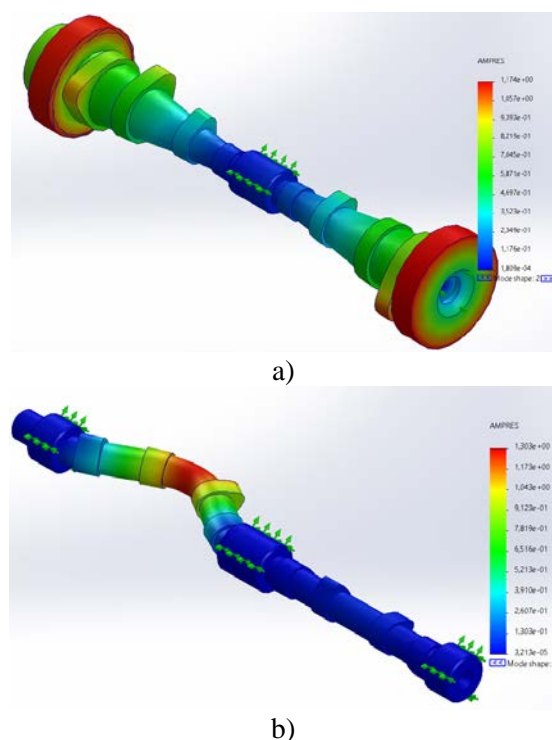 AMPRES
1,174e+00
1,057e+00
9,393e-01
8,219e-01
7,045e-01
5,871e-01
4,697e-01
3,523e-01
2,349e-01
1,176e-01
Mode shape: 2
a)
AMPRES
1,303e+00
1,173e+00
1,043e+00
9,123e-01
7,819e-01
6,516e-01
5,213e-01
3,910e-01
2,607e-01
1,303e-01
3,213e-05
Mode shape:
b)